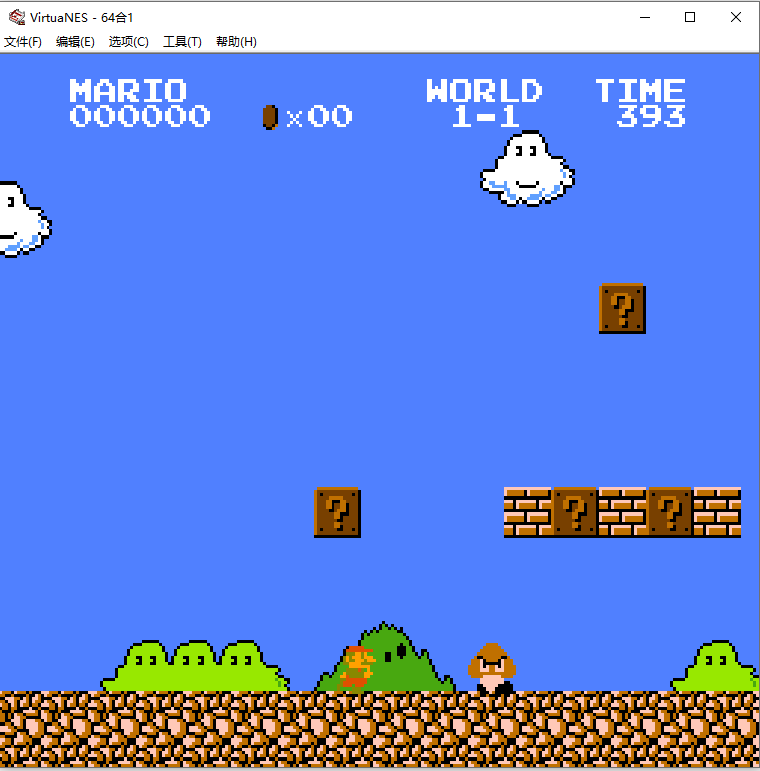 VirtuaNES - 64合1
文件(F) 编辑(E) 选项(C) 工具(T) 帮助(H)
MARIO WORLD TIME
000000 x00 1-1 393
?
? ? ?